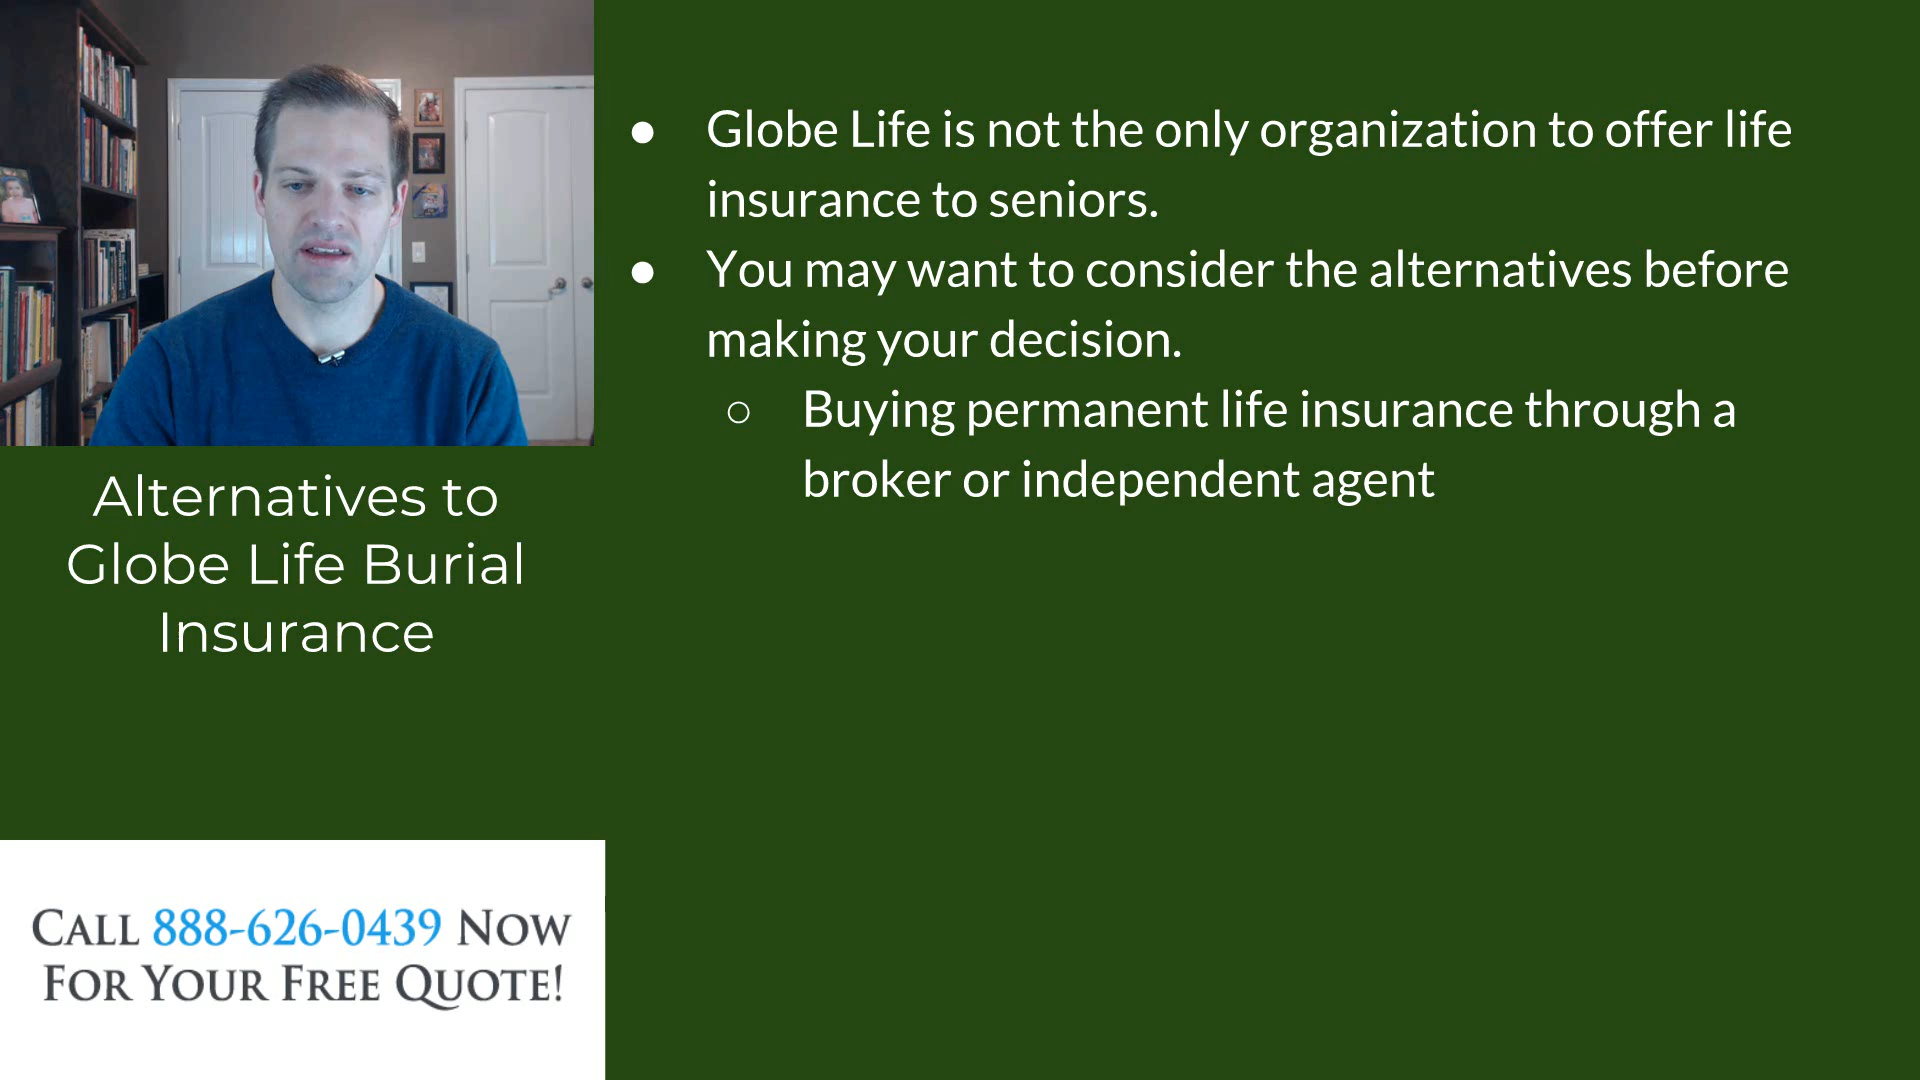 ● Globe Life is not the only organization to offer life
insurance to seniors.
● You may want to consider the alternatives before
making your decision.
○ Buying permanent life insurance through a
broker or independent agent
Alternatives to
Globe Life Burial
Insurance
CALL 888-626-0439 NOW
FOR YOUR FREE QUOTE!